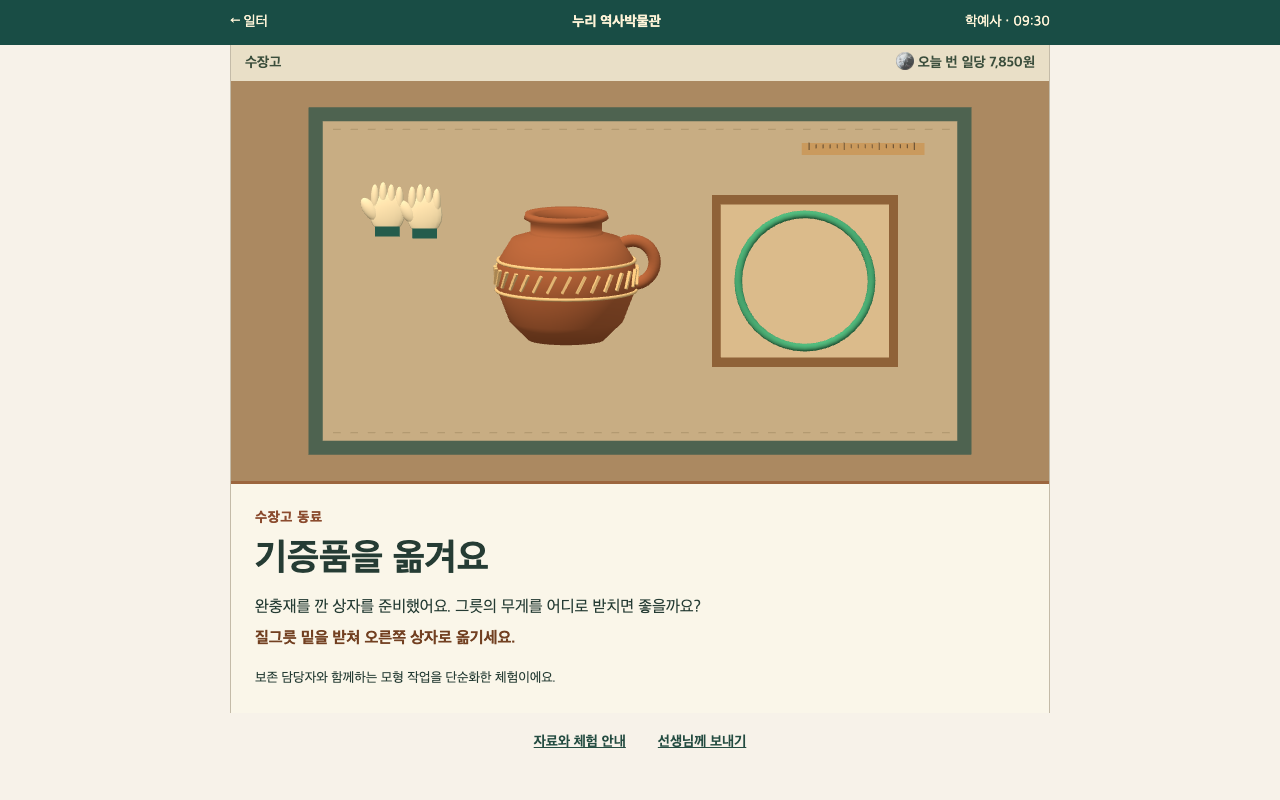 ← 일터
누리 역사박물관
학예사 · 09:30
수장고
오늘 번 일당 7,850원
수장고 동료
기증품을 옮겨요
완충재를 깐 상자를 준비했어요. 그릇의 무게를 어디로 받치면 좋을까요?
질그릇 밑을 받쳐 오른쪽 상자로 옮기세요.
보존 담당자와 함께하는 모형 작업을 단순화한 체험이에요.
자료와 체험 안내
선생님께 보내기